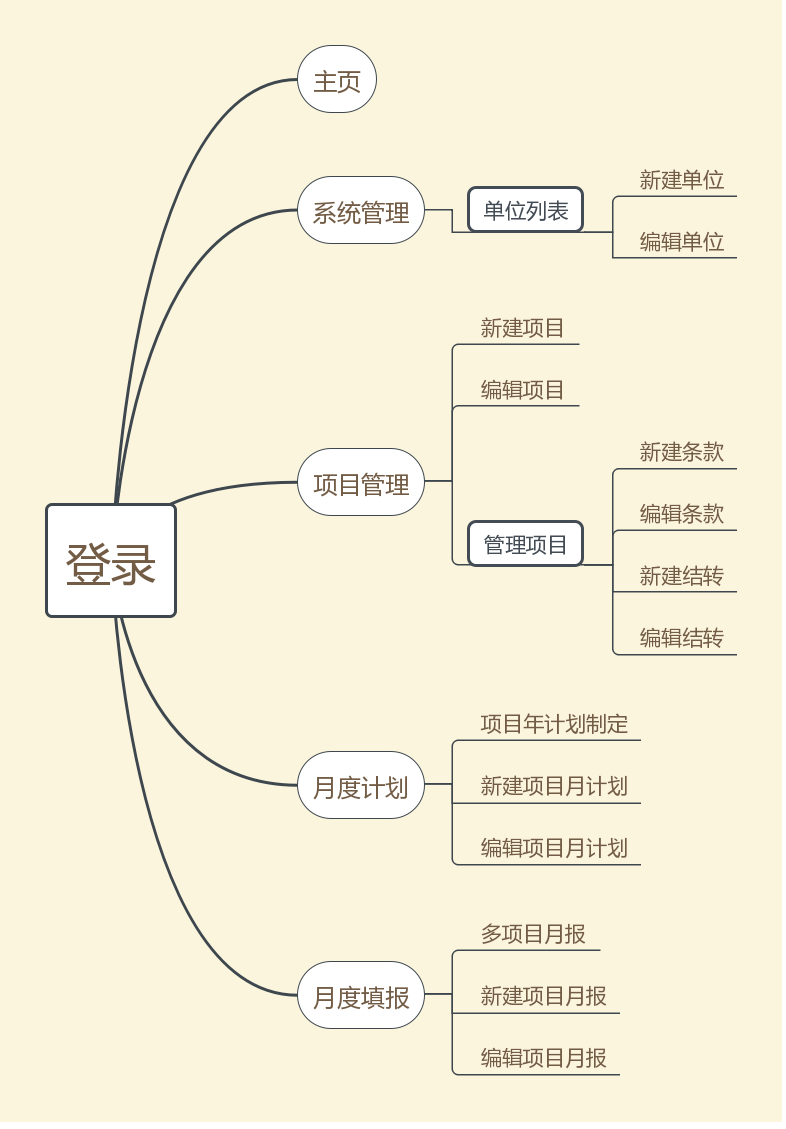 主页
系统管理
单位列表
新建单位
编辑单位
登录
项目管理
新建项目
编辑项目
管理项目
新建条款
编辑条款
新建结转
编辑结转
月度计划
项目年计划制定
新建项目月计划
编辑项目月计划
月度填报
多项目月报
新建项目月报
编辑项目月报